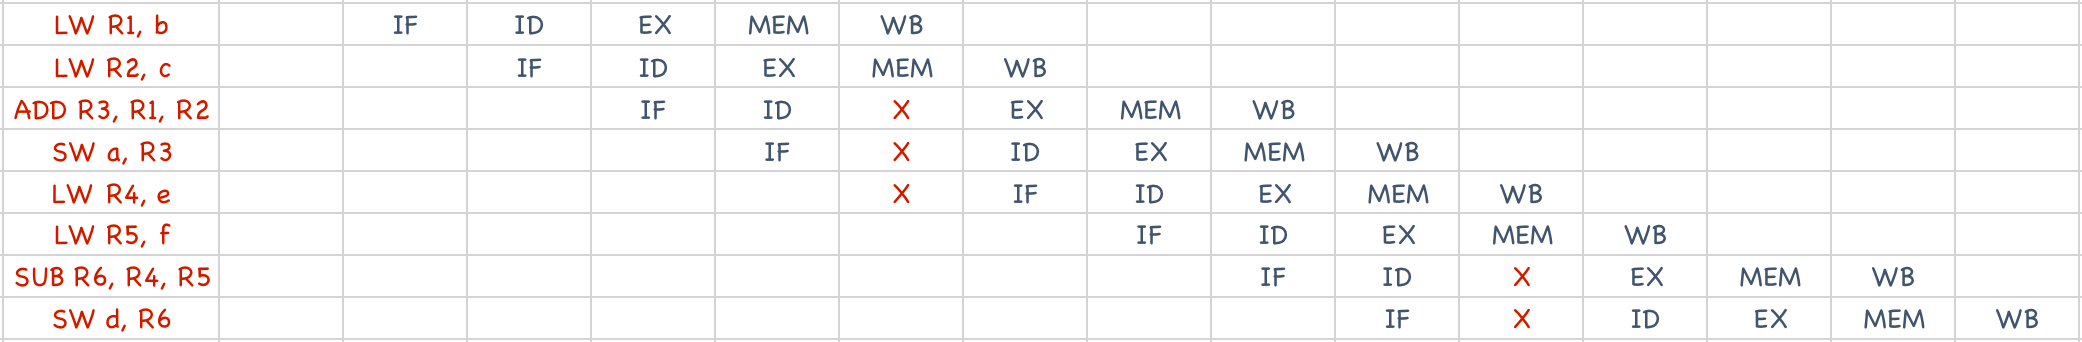 LW R1, b IF ID EX MEM WB
LW R2, c IF ID EX MEM WB
ADD R3, R1, R2 IF ID X EX MEM WB
SW a, R3 IF X ID EX MEM WB
LW R4, e X IF ID EX MEM WB
LW R5, f IF ID EX MEM WB
SUB R6, R4, R5 IF ID X EX MEM WB
SW d, R6 IF X ID EX MEM WB